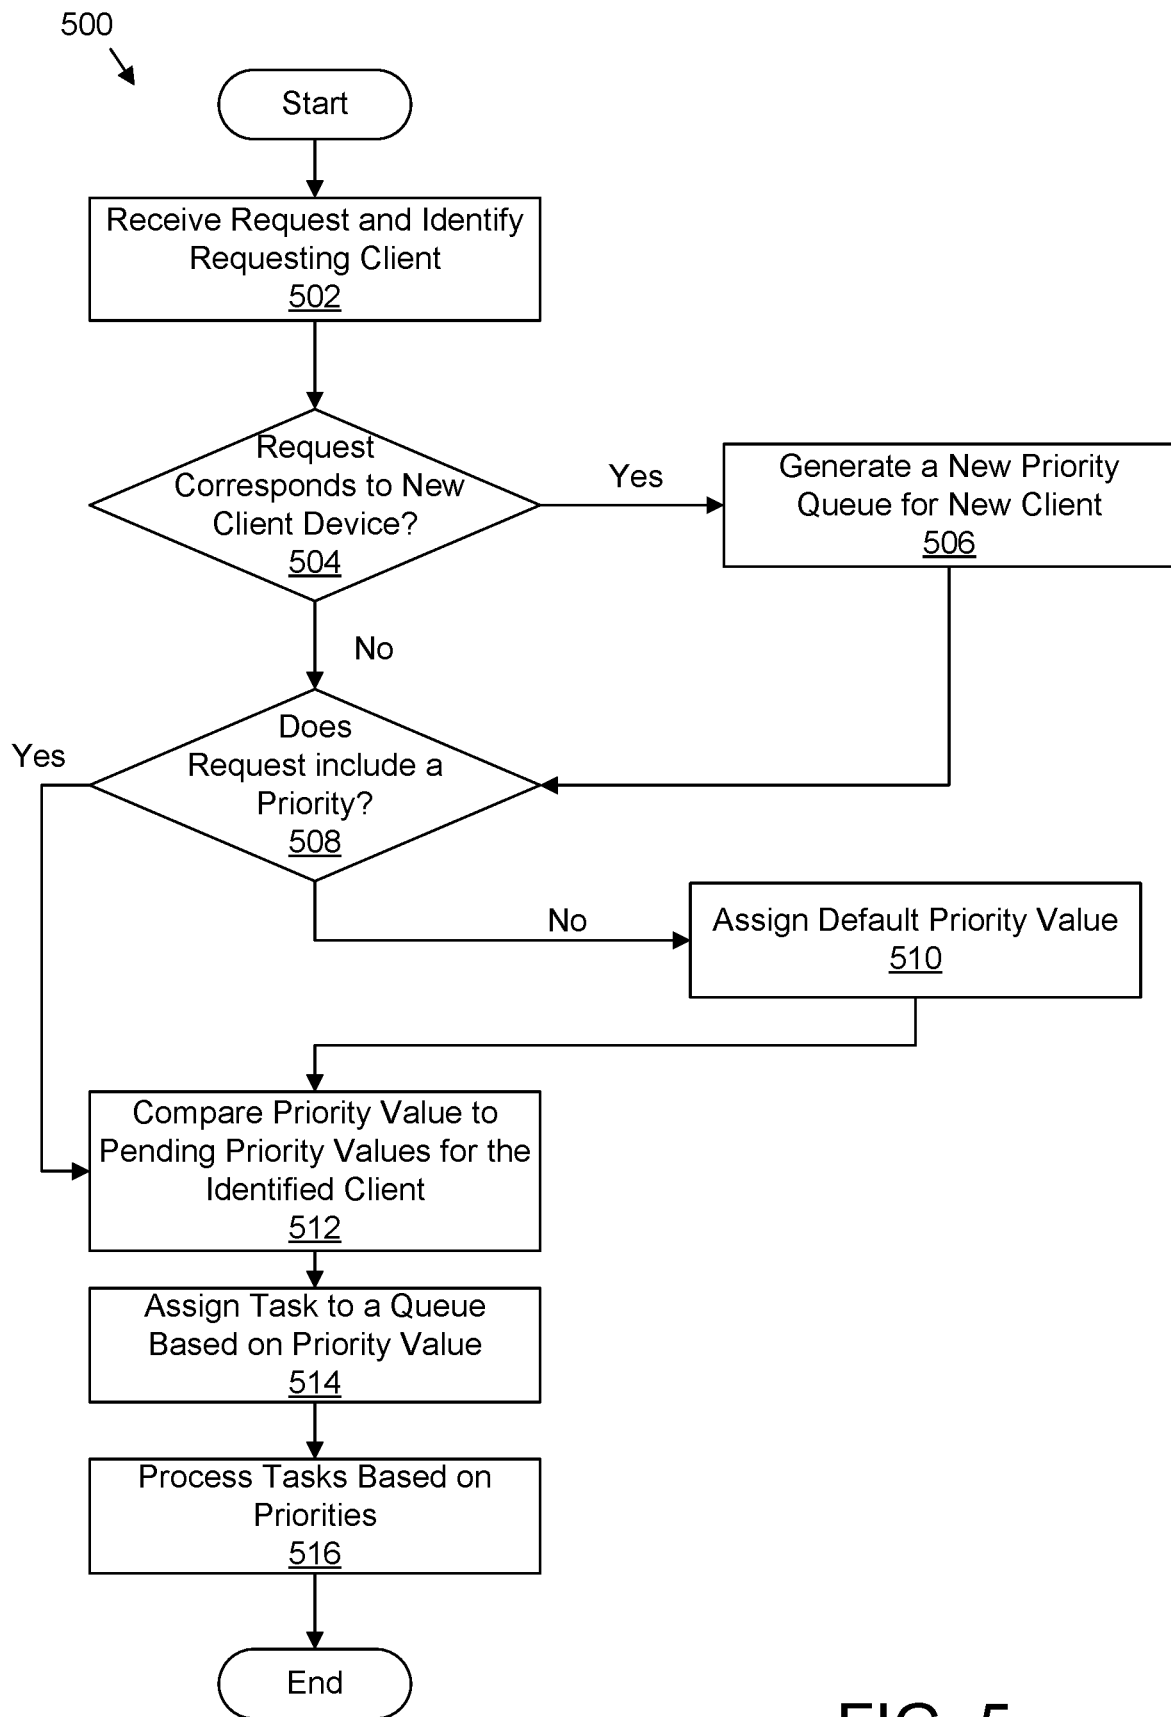 500
Start
Receive Request and Identify
Requesting Client
502
Request
Corresponds to New
Client Device?
504
Yes
Generate a New Priority
Queue for New Client
506
No
Does
Request include a
Priority?
508
Yes
No
Assign Default Priority Value
510
Compare Priority Value to
Pending Priority Values for the
Identified Client
512
Assign Task to a Queue
Based on Priority Value
514
Process Tasks Based on
Priorities
516
End
FIG. 5